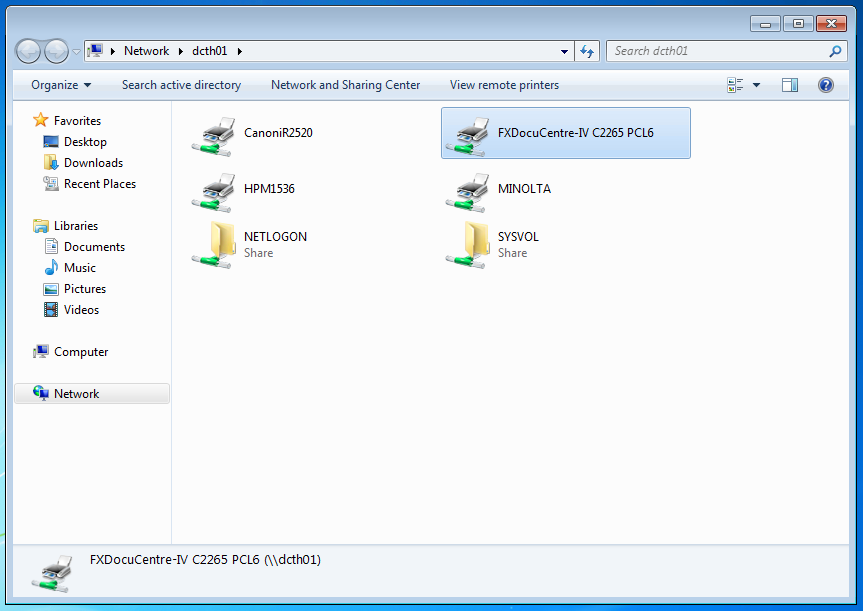 Network dcth01
Search dcth01
Organize Search active directory Network and Sharing Center View remote printers
Favorites
Desktop
Downloads
Recent Places
Libraries
Documents
Music
Pictures
Videos
Computer
Network
CanoniR2520
FXDocuCentre-IV C2265 PCL6
HPM1536
MINOLTA
NETLOGON
Share
SYSVOL
Share
FXDocuCentre-IV C2265 PCL6 (\\dcth01)